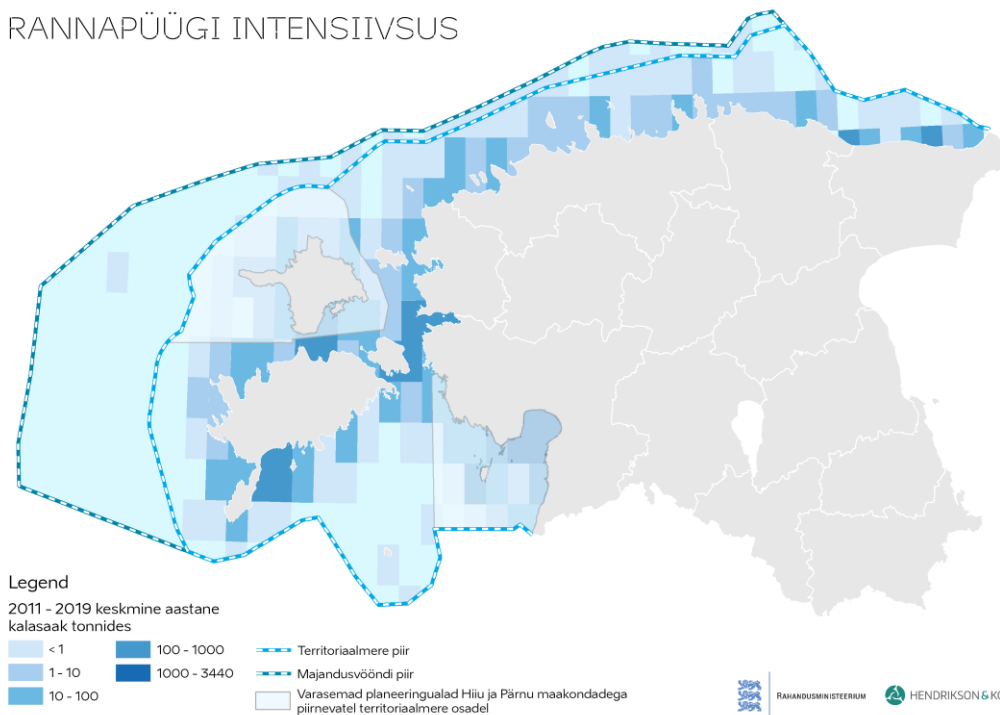 RANNAPÜÜGI INTENSIIVSUS
Legend
2011 - 2019 keskmine aastane
kalasaak tonnides
< 1
1 - 10
10 - 100
100 - 1000
1000 - 3440
Territoriaalmere piir
Majandusvööndi piir
Varasemad planeeringualad Hiiu ja Pärnu maakondadega
piirnevatel territoriaalmere osadel
RAHANDUSMINISTEERIUM
HENDRIKSON & KO